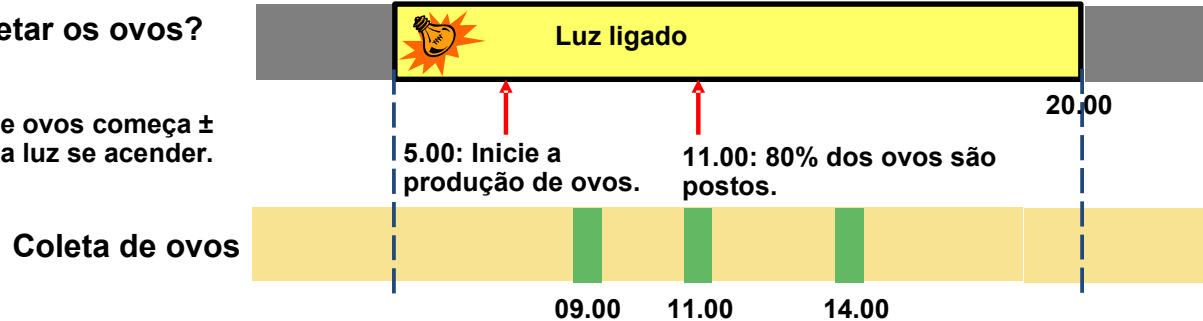 etar os ovos?
Luz ligado
20.00
e ovos começa ±
a luz se acender.
5.00: Inicie a
produção de ovos.
11.00: 80% dos ovos são
postos.
Coleta de ovos
09.00
11.00
14.00